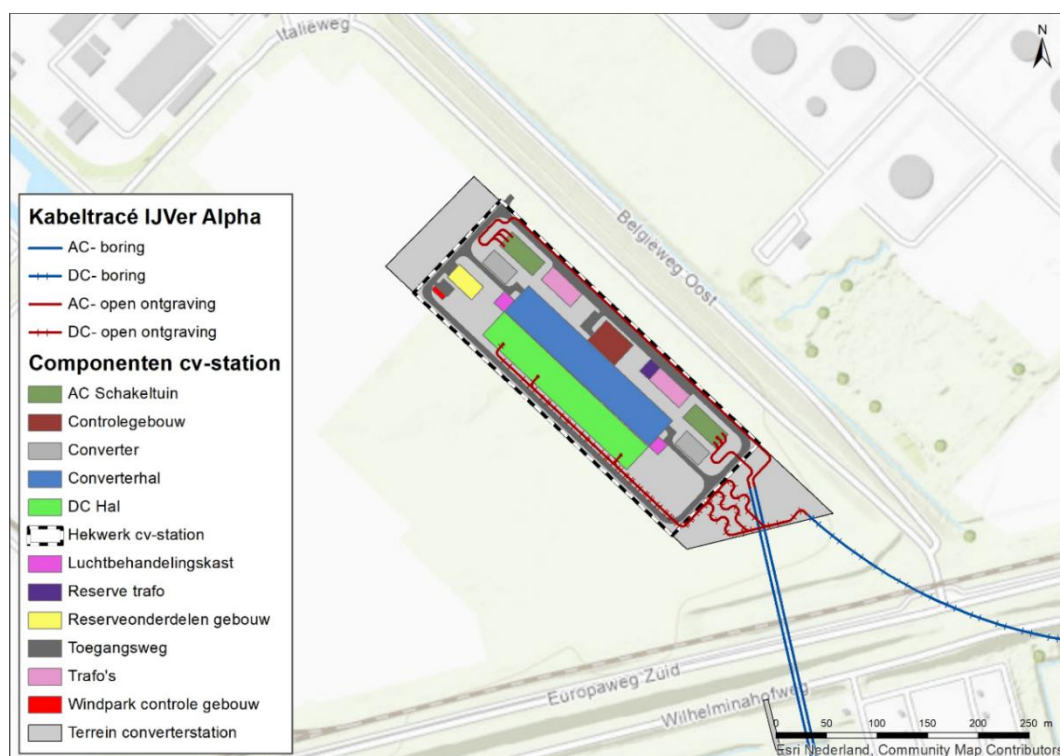 Italiëweg
N
Belgiëweg-Oost
Kabeltracé IJVer Alpha
AC- boring
DC- boring
AC- open ontgraving
DC- open ontgraving
Componenten cv-station
AC Schakeltuin
Controlegebouw
Converter
Converterhal
DC Hal
Hekwerk cv-station
Luchtbehandelingskast
Reserve trafo
Reserveonderdelen gebouw
Toegangsweg
Trafo's
Windpark controle gebouw
Terrein converterstation
Europaweg Zuid
Wilhelminahofweg
0 50 100 150 200 250 m
Esri Nederland, Community Map Contributors